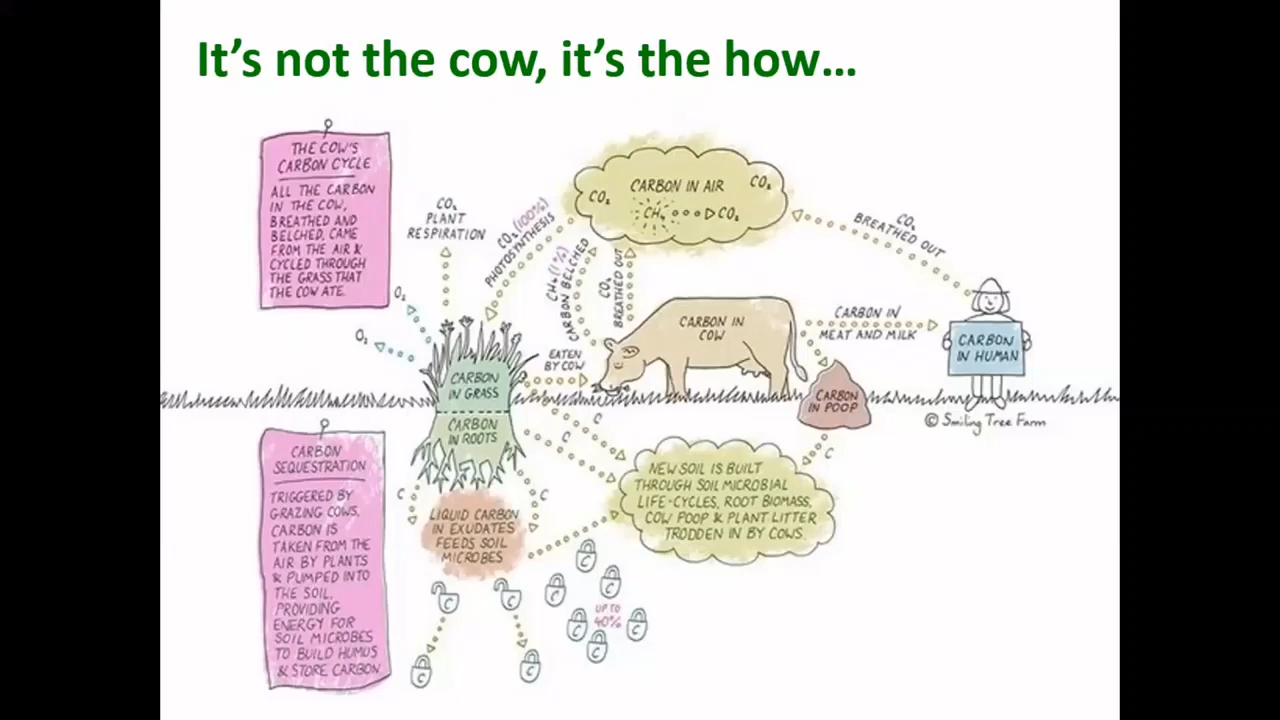 It's not the cow, it's the how...
THE COW'S
CARBON CYCLE
ALL THE CARBON
IN THE COW,
BREATHED AND
BELCHED, CAME
FROM THE AIR &
CYCLED THROUGH
THE GRASS THAT
THE COW ATE.
CO₂
PLANT
RESPIRATION
CO₂ (100%)
PHOTOSYNTHESIS
CARBON IN AIR
CO₂
CO₂
CH₄ CO₂
CH₄ (1%)
CARBON BELCHED
CO₂
BREATHED OUT
CO₂
BREATHED OUT
O₂
O₂
CARBON
IN GRASS
EATEN
BY COW
CARBON IN
COW
CARBON IN
MEAT AND MILK
CARBON
IN HUMAN
CARBON
IN POOP
© Smiling Tree Farm
CARBON
IN ROOTS
C
C
C
C
C
CARBON
SEQUESTRATION
TRIGGERED BY
GRAZING COWS,
CARBON IS
TAKEN FROM THE
AIR BY PLANTS
& PUMPED INTO
THE SOIL,
PROVIDING
ENERGY FOR
SOIL MICROBES
TO BUILD HUMUS
& STORE CARBON
LIQUID CARBON
IN EXUDATES
FEEDS SOIL
MICROBES
NEW SOIL IS BUILT
THROUGH SOIL MICROBIAL
LIFE-CYCLES, ROOT BIOMASS,
COW POOP & PLANT LITTER
TRODDEN IN BY COWS.
C
C
C
C
C
UP TO
40%
C
C
C
C
C